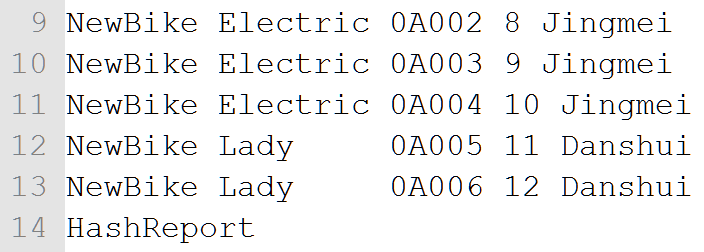 9 NewBike Electric 0A002 8 Jingmei
10 NewBike Electric 0A003 9 Jingmei
11 NewBike Electric 0A004 10 Jingmei
12 NewBike Lady     0A005 11 Danshui
13 NewBike Lady     0A006 12 Danshui
14 HashReport